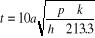 t = 10a√(p k / h 213.3)